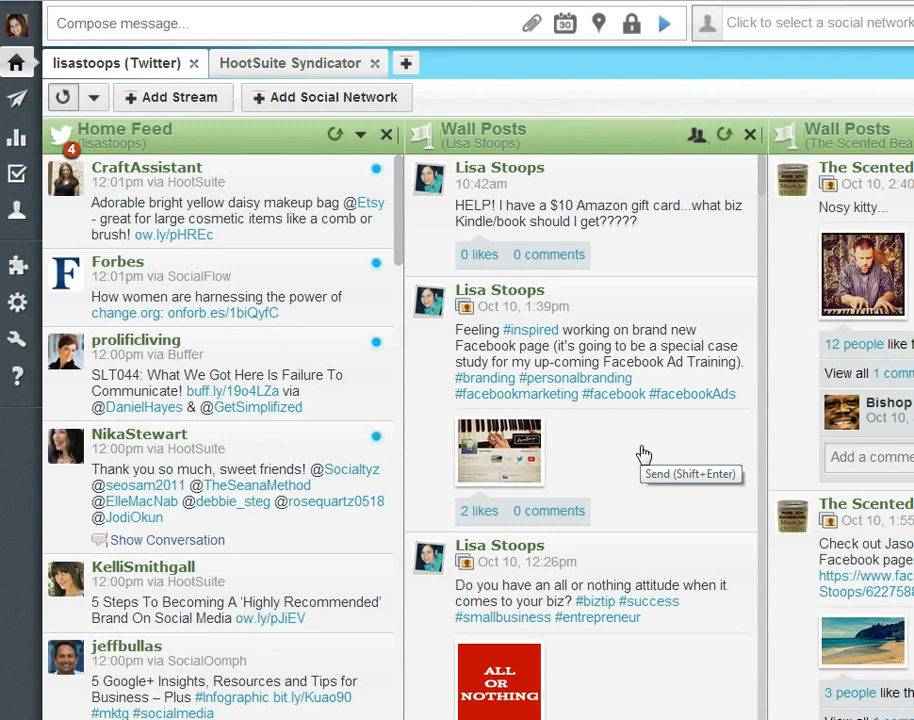 Compose message...
30
Click to select a social network
lisastoops (Twitter) ×
HootSuite Syndicator ×
Add Stream
Add Social Network
Home Feed
(lisastoops)
4
CraftAssistant
12:01pm via HootSuite
Adorable bright yellow daisy makeup bag @Etsy
- great for large cosmetic items like a comb or
brush! ow.ly/pHREc
F
Forbes
12:01pm via SocialFlow
How women are harnessing the power of
change.org: onforb.es/1biQyfC
prolificliving
12:00pm via Buffer
SLT044: What We Got Here Is Failure To
Communicate! buff.ly/19o4LZa via
@DanielHayes & @GetSimplifized
NikaStewart
12:00pm via HootSuite
Thank you so much, sweet friends! @Socialtyz
@seosam2011 @TheSeanaMethod
@ElleMacNab @debbie_steg @rosequartz0518
@JodiOkun
Show Conversation
KelliSmithgall
12:00pm via HootSuite
5 Steps To Becoming A 'Highly Recommended'
Brand On Social Media ow.ly/pJiEV
jeffbullas
12:00pm via SocialOomph
5 Google+ Insights, Resources and Tips for
Business – Plus #Infographic bit.ly/Kuao90
#mktg #socialmedia
Wall Posts
(Lisa Stoops)
Lisa Stoops
10:42am
HELP! I have a $10 Amazon gift card...what biz
Kindle/book should I get?????
0 likes 0 comments
Lisa Stoops
Oct 10, 1:39pm
Feeling #inspired working on brand new
Facebook page (it's going to be a special case
study for my up-coming Facebook Ad Training).
#branding #personalbranding
#facebookmarketing #facebook #facebookAds
Send (Shift+Enter)
2 likes 0 comments
Lisa Stoops
Oct 10, 12:26pm
Do you have an all or nothing attitude when it
comes to your biz? #biztip #success
#smallbusiness #entrepreneur
ALL
OR
NOTHING
Wall Posts
(The Scented Bea
The Scented
Oct 10, 2:40
Nosy kitty...
12 people like t
View all 1 comm
Bishop
Oct 10,
Add a comme
The Scented
Oct 10, 1:55
Check out Jaso
Facebook page
https://www.fac
Stoops/6227588
3 people like th